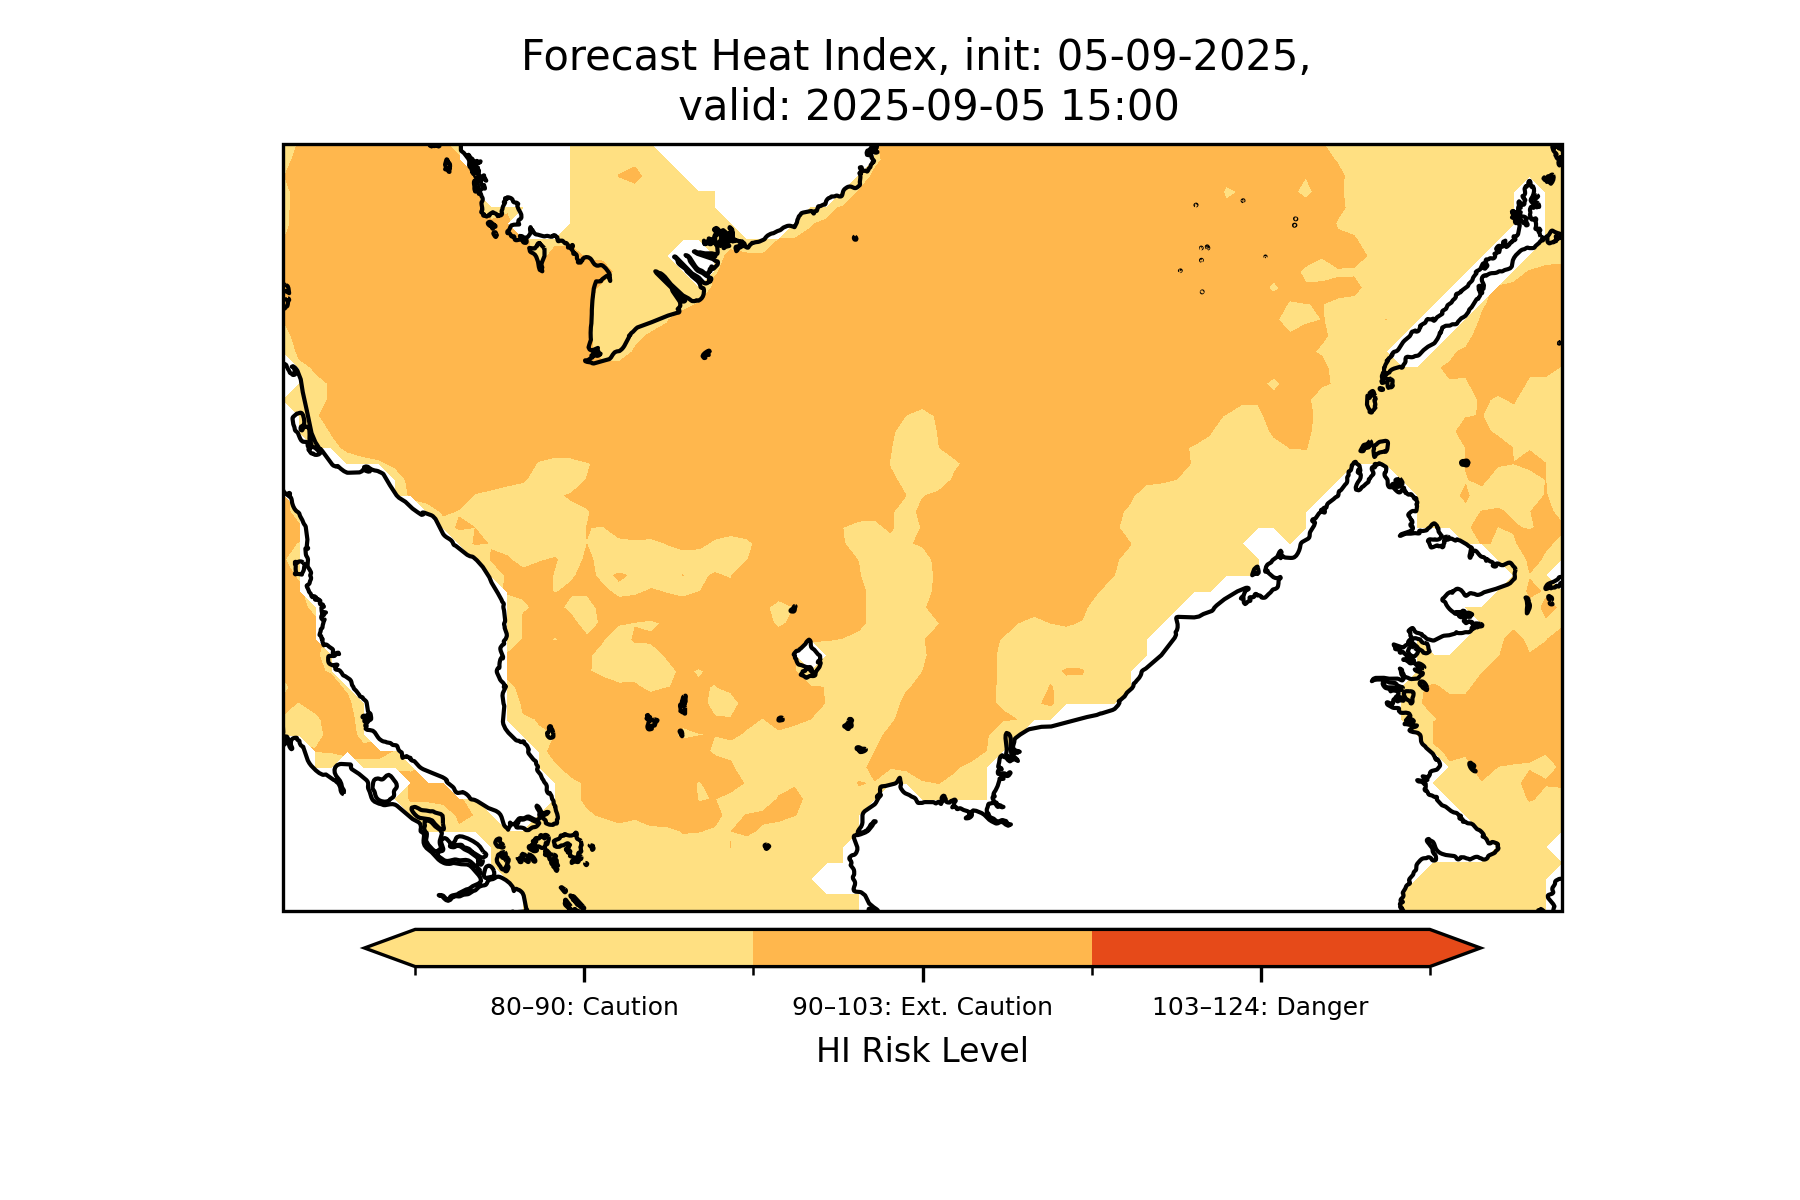 Forecast Heat Index, init: 05-09-2025,
valid: 2025-09-05 15:00
80–90: Caution
90–103: Ext. Caution
103–124: Danger
HI Risk Level